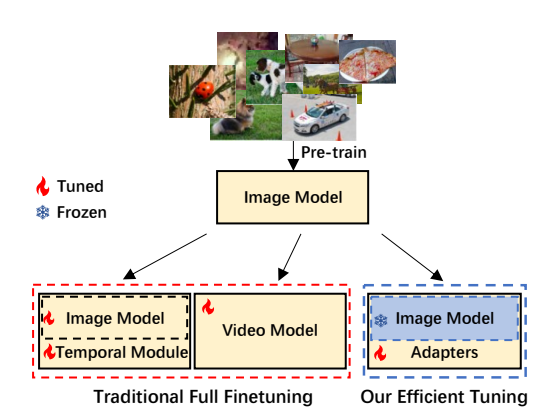 Pre-train
Image Model
Tuned
Frozen
Image Model
Temporal Module
Video Model
Image Model
Adapters
Traditional Full Finetuning
Our Efficient Tuning